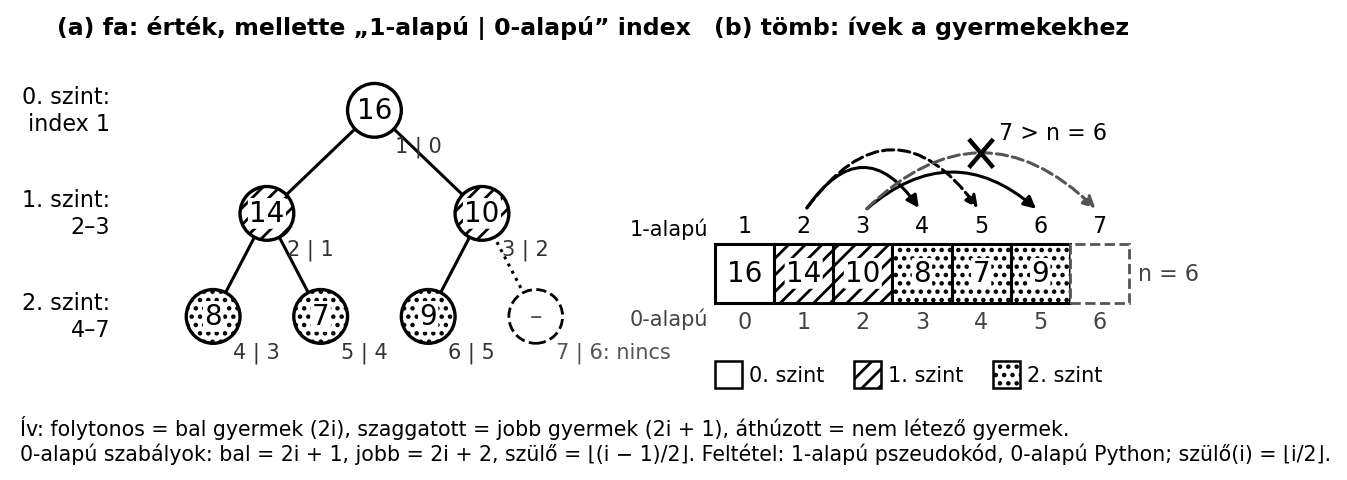 (a) fa: érték, mellette „1-alapú | 0-alapú” index
0. szint:
index 1
16
1 | 0
1. szint:
2–3
14
10
2 | 1
3 | 2
2. szint:
4–7
8
7
9
–
4 | 3
5 | 4
6 | 5
7 | 6: nincs
(b) tömb: ívek a gyermekekhez
7 > n = 6
1-alapú 1 2 3 4 5 6 7
16 14 10 8 7 9 n = 6
0-alapú 0 1 2 3 4 5 6
0. szint 1. szint 2. szint
Ív: folytonos = bal gyermek (2i), szaggatott = jobb gyermek (2i + 1), áthúzott = nem létező gyermek.
0-alapú szabályok: bal = 2i + 1, jobb = 2i + 2, szülő = ⌊(i − 1)/2⌋. Feltétel: 1-alapú pszeudokód, 0-alapú Python; szülő(i) = ⌊i/2⌋.